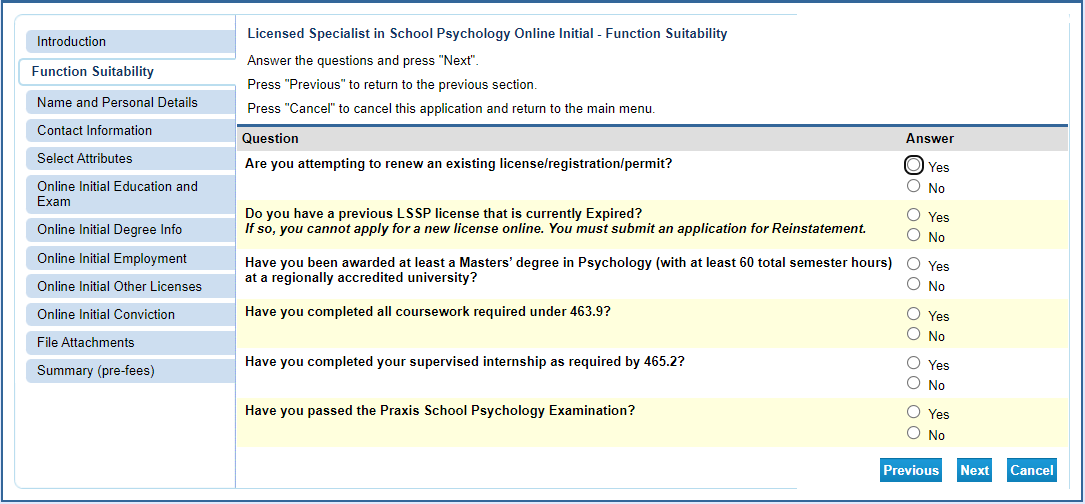 Introduction
Function Suitability
Name and Personal Details
Contact Information
Select Attributes
Online Initial Education and
Exam
Online Initial Degree Info
Online Initial Employment
Online Initial Other Licenses
Online Initial Conviction
File Attachments
Summary (pre-fees)
Licensed Specialist in School Psychology Online Initial - Function Suitability
Answer the questions and press "Next".
Press "Previous" to return to the previous section.
Press "Cancel" to cancel this application and return to the main menu.
Question Answer
Are you attempting to renew an existing license/registration/permit? Yes
No
Do you have a previous LSSP license that is currently Expired? Yes
If so, you cannot apply for a new license online. You must submit an application for Reinstatement. No
Have you been awarded at least a Masters’ degree in Psychology (with at least 60 total semester hours) Yes
at a regionally accredited university? No
Have you completed all coursework required under 463.9? Yes
No
Have you completed your supervised internship as required by 465.2? Yes
No
Have you passed the Praxis School Psychology Examination? Yes
No
Previous Next Cancel